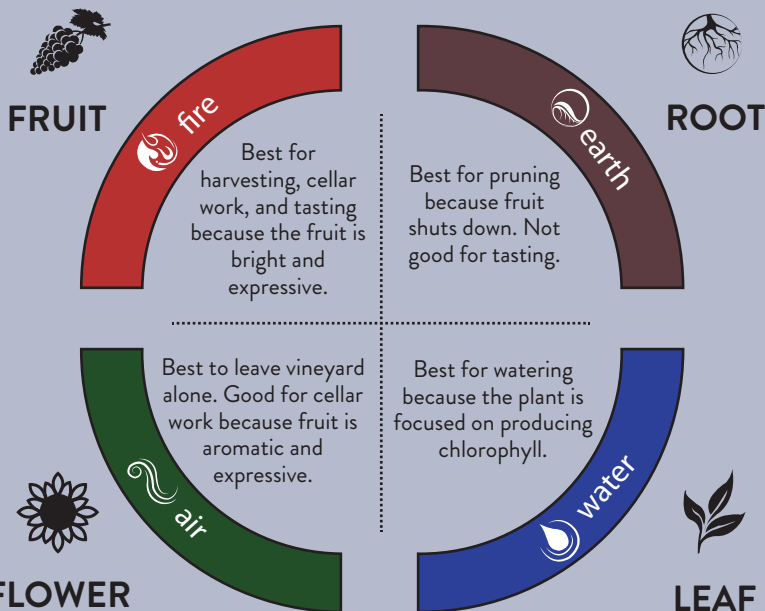 FRUIT
fire
Best for
harvesting, cellar
work, and tasting
because the fruit is
bright and
expressive.
ROOT
earth
Best for pruning
because fruit
shuts down. Not
good for tasting.
Best to leave vineyard
alone. Good for cellar
work because fruit is
aromatic and
expressive.
air
FLOWER
Best for watering
because the plant is
focused on producing
chlorophyll.
water
LEAF